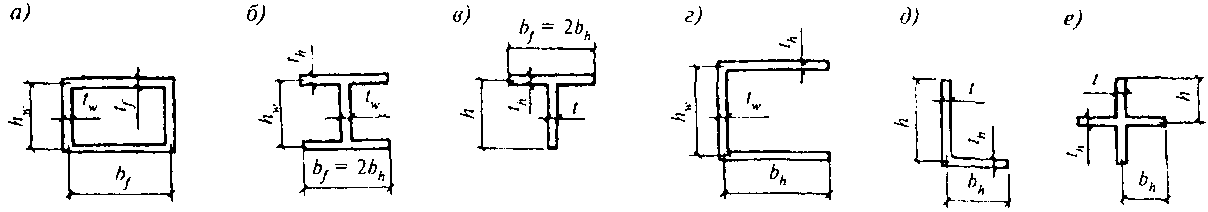 а) б) в) г) д) е)
b_f = 2b_h
t_h
t_h
t_w t_f
h_w
h_w
t_w
h
t_h
t
h_w
t_w
h
t
t_h
t
h
t_h
b_h
b_h
b_h
b_f
b_f = 2b_h